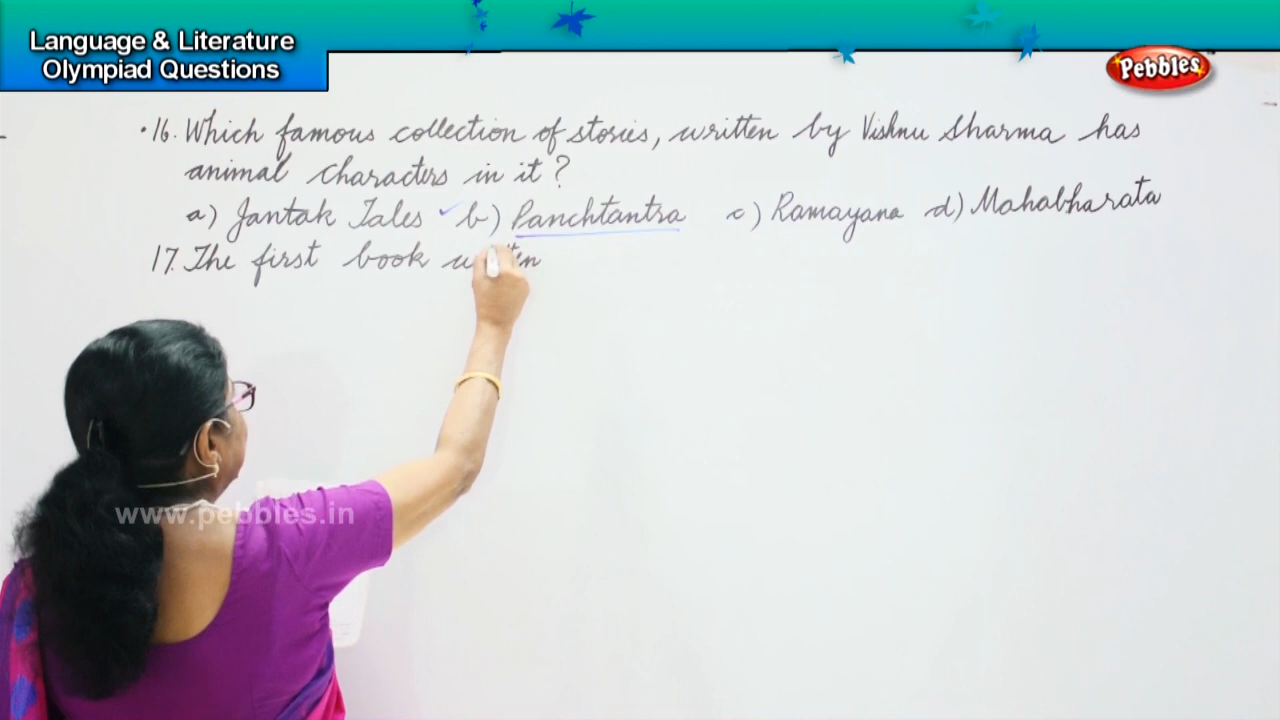 Language & Literature
Olympiad Questions
Pebbles
16. Which famous collection of stories, written by Vishnu Sharma has
animal characters in it?
a) Jantak Tales ✓ b) Panchtantra c) Ramayana d) Mahabharata
17. The first book written
www.pebbles.in